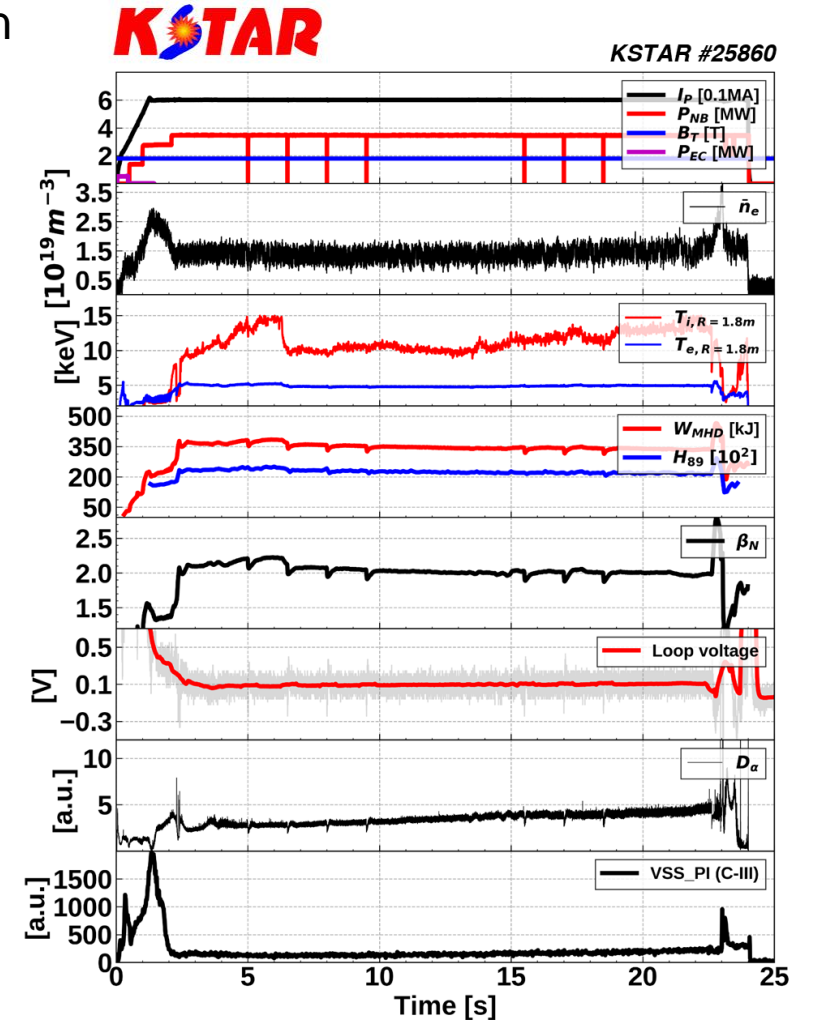 n
KSTAR
KSTAR #25860
6
4
2
I_P [0.1MA]
P_NB [MW]
B_T [T]
P_EC [MW]
[10^19 m^−3]
3.5
2.5
1.5
0.5
n̄_e
[keV]
15
10
5
T_i,R=1.8m
T_e,R=1.8m
500
350
200
50
W_MHD [kJ]
H_89 [10^2]
2.5
2.0
1.5
β_N
[V]
0.5
0.1
−0.3
Loop voltage
[a.u.]
10
5
D_α
[a.u.]
1500
1000
500
0
VSS_PI (C-III)
0 5 10 15 20 25
Time [s]